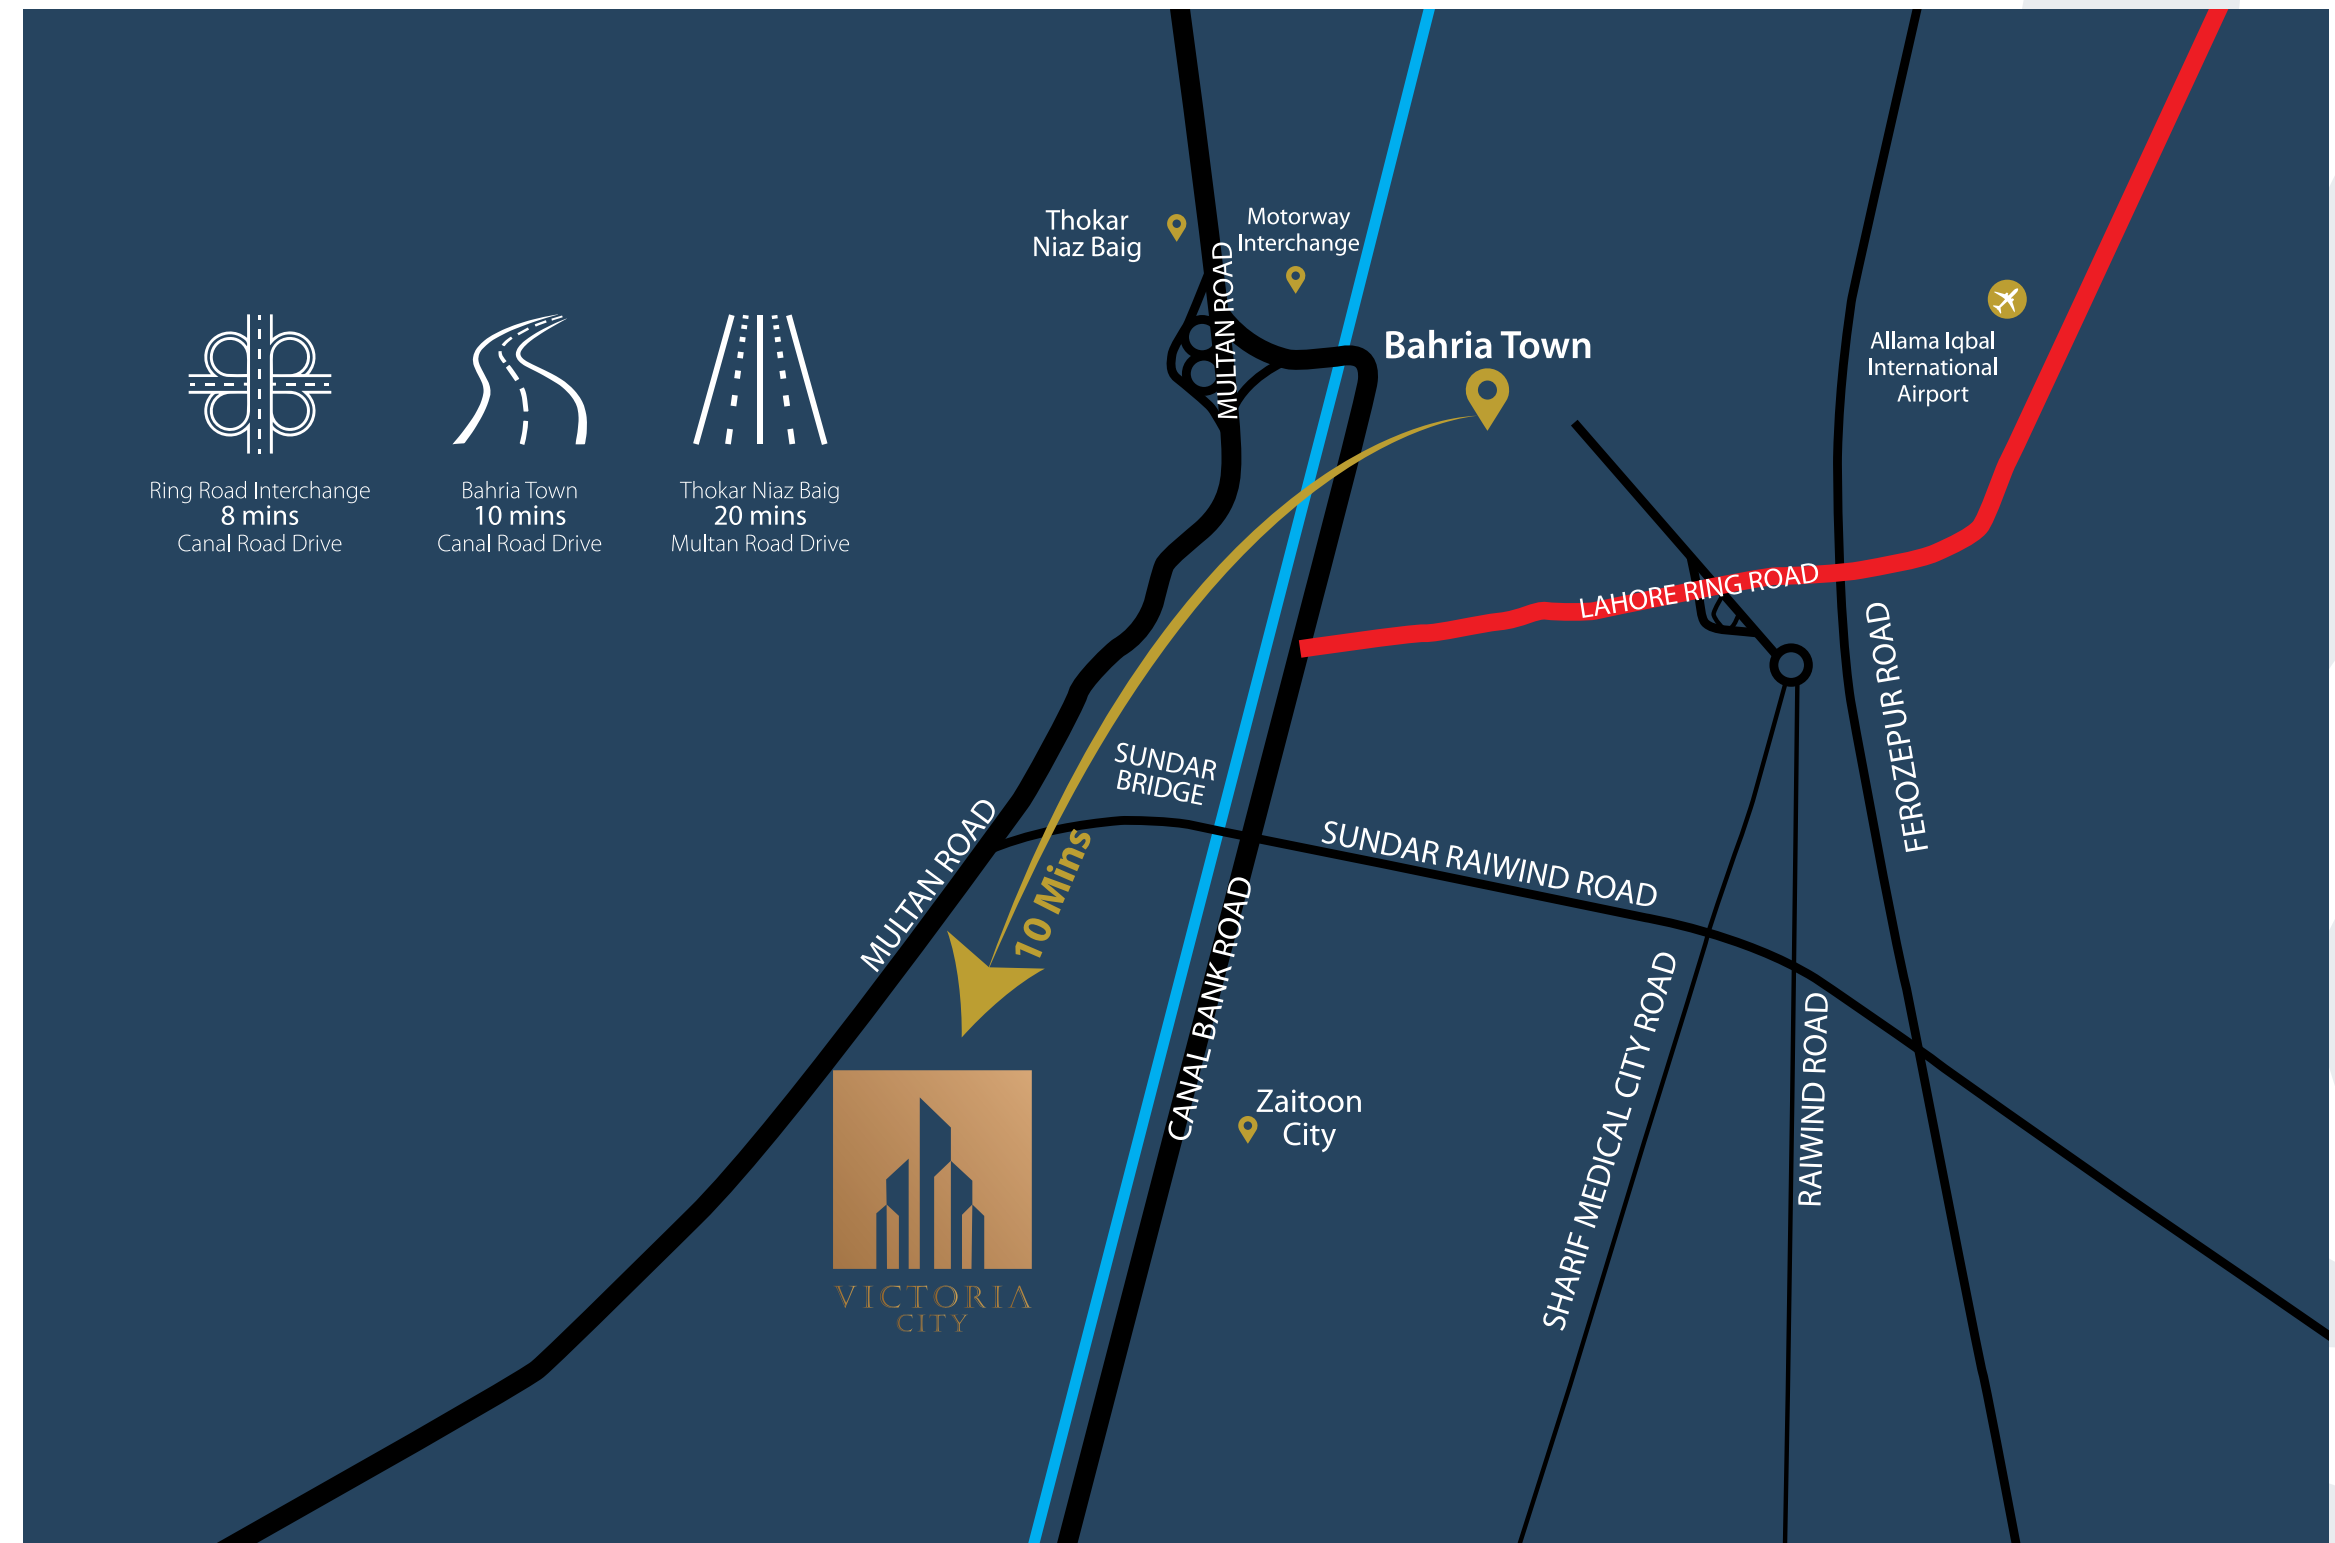 Thokar
Niaz Baig
Motorway
Interchange
MULTAN ROAD
Bahria Town
Allama Iqbal
International
Airport
Ring Road Interchange
8 mins
Canal Road Drive
Bahria Town
10 mins
Canal Road Drive
Thokar Niaz Baig
20 mins
Multan Road Drive
LAHORE RING ROAD
FEROZEPUR ROAD
SUNDAR
BRIDGE
MULTAN ROAD
10 Mins
SUNDAR RAIWIND ROAD
CANAL BANK ROAD
SHARIF MEDICAL CITY ROAD
RAIWIND ROAD
Zaitoon
City
VICTORIA
CITY